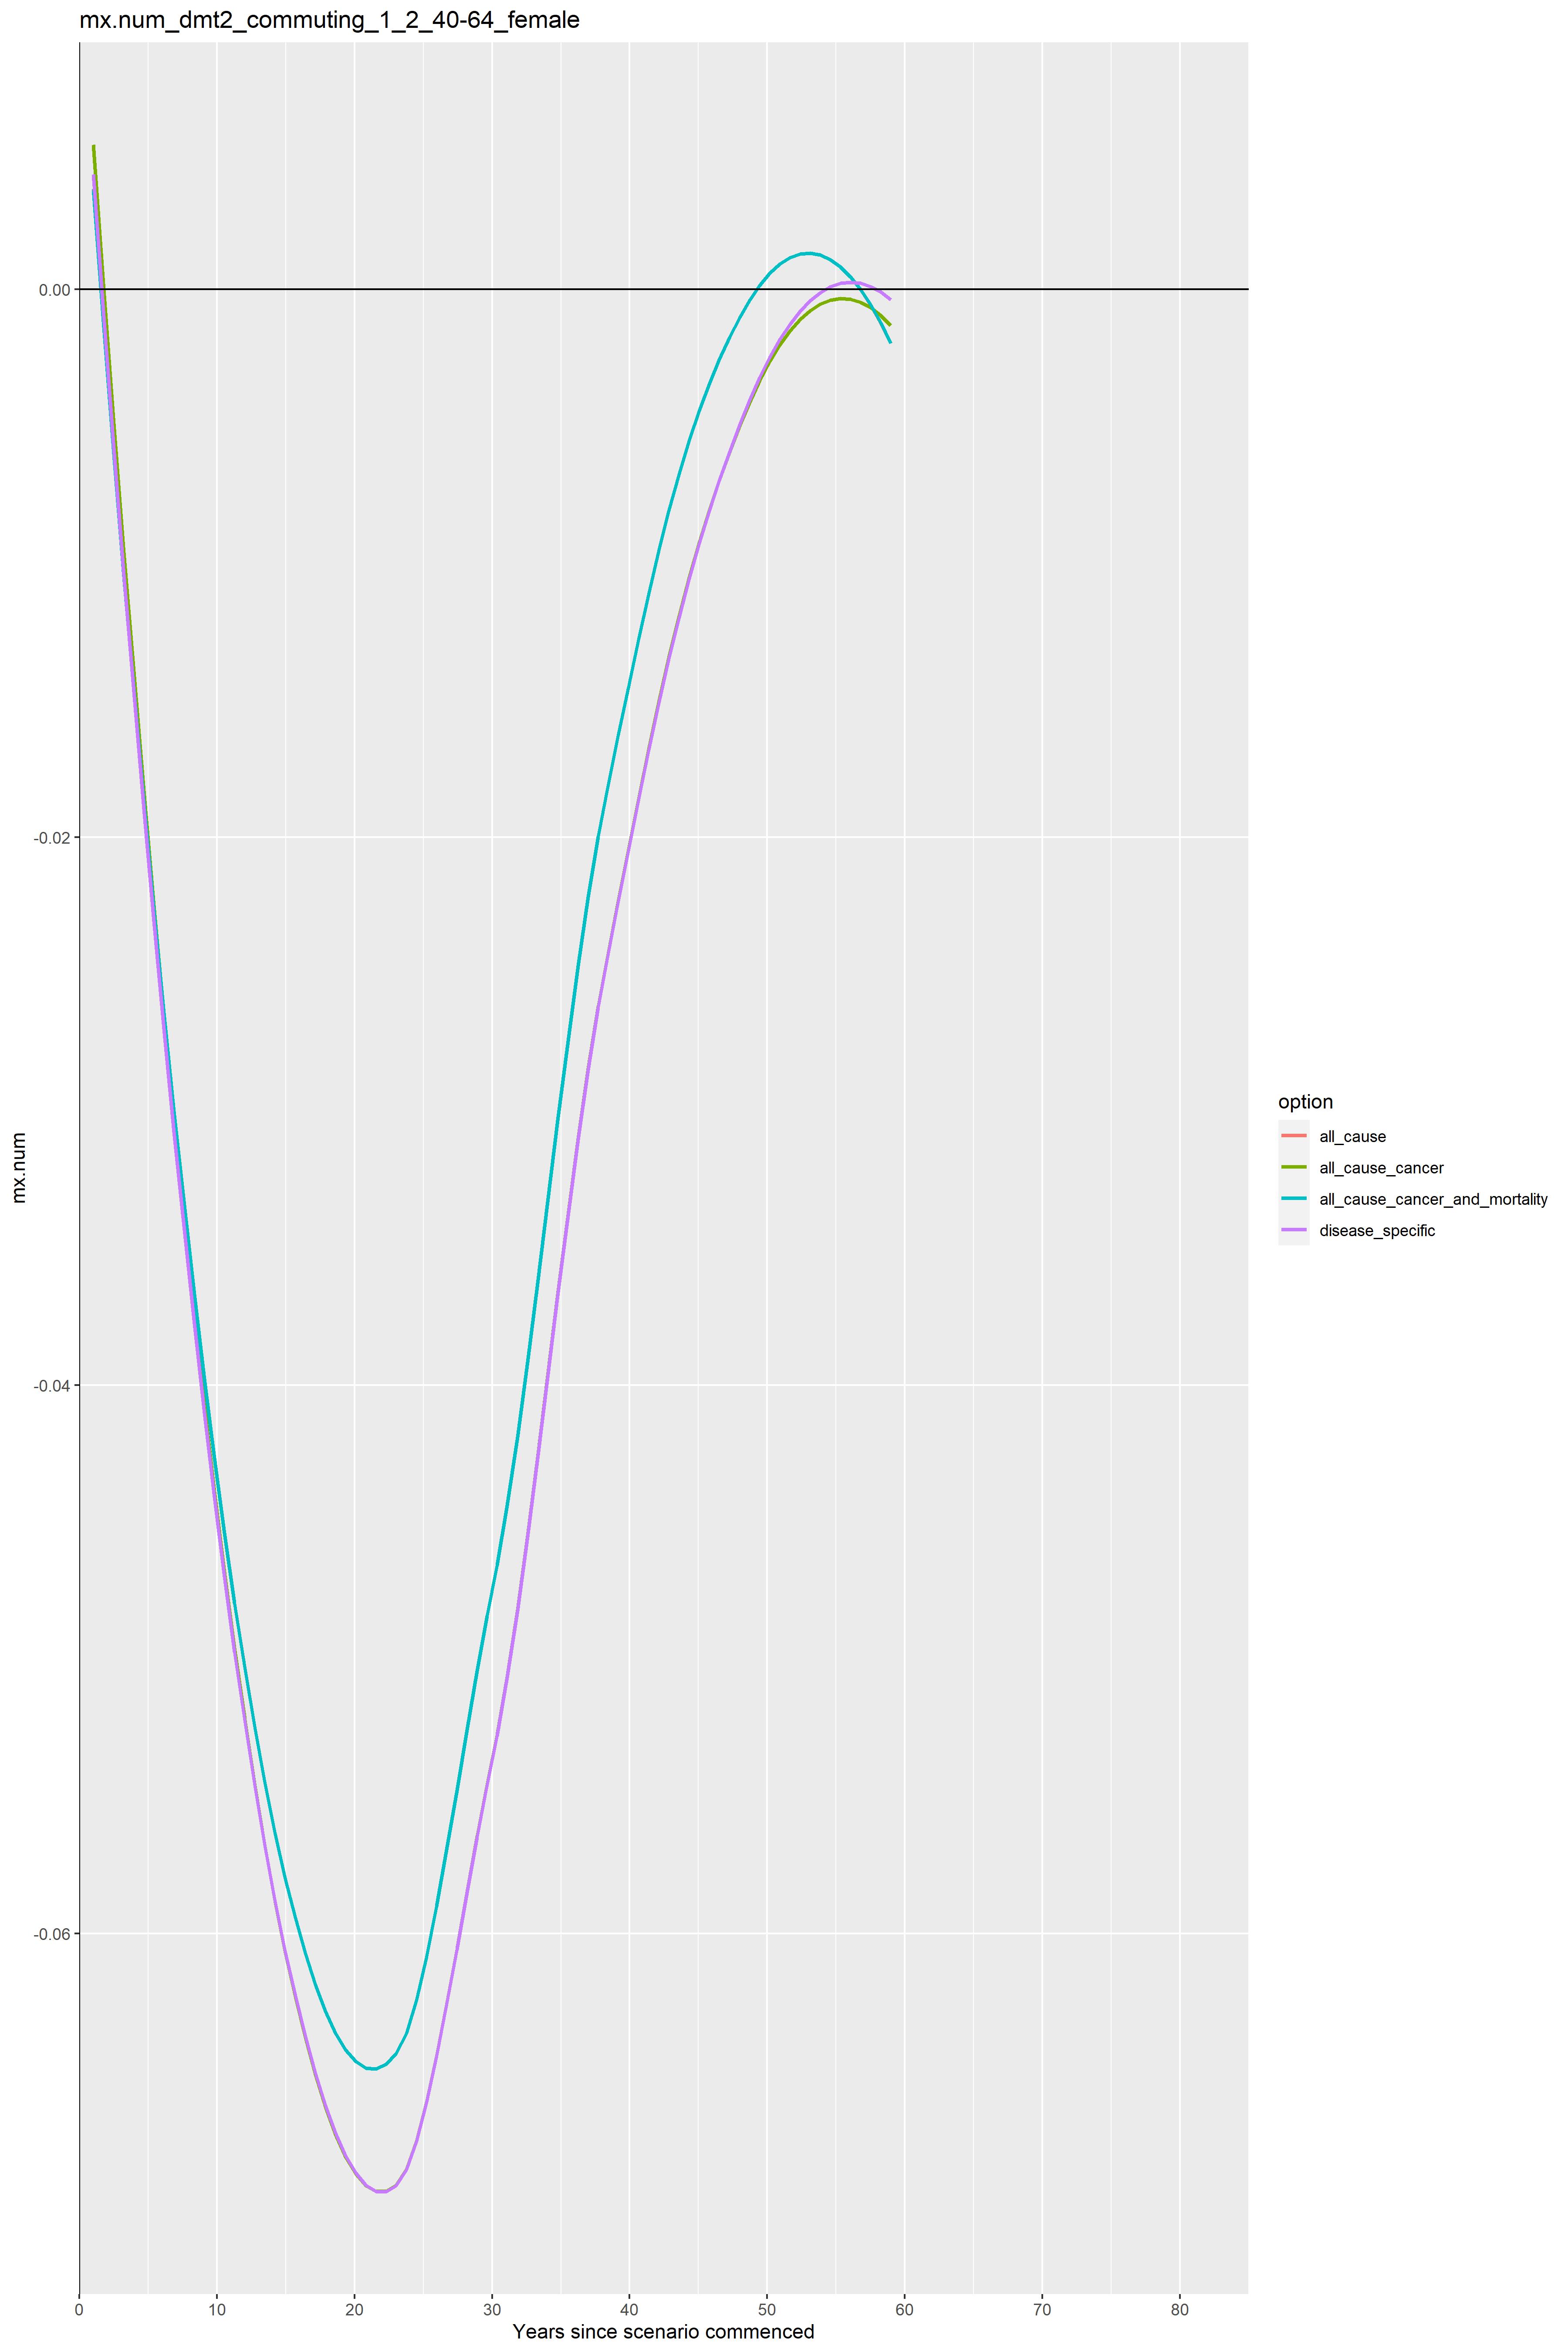 mx.num_dmt2_commuting_1_2_40-64_female
0.00
-0.02
-0.04
-0.06
mx.num
0 10 20 30 40 50 60 70 80
Years since scenario commenced
option
all_cause
all_cause_cancer
all_cause_cancer_and_mortality
disease_specific